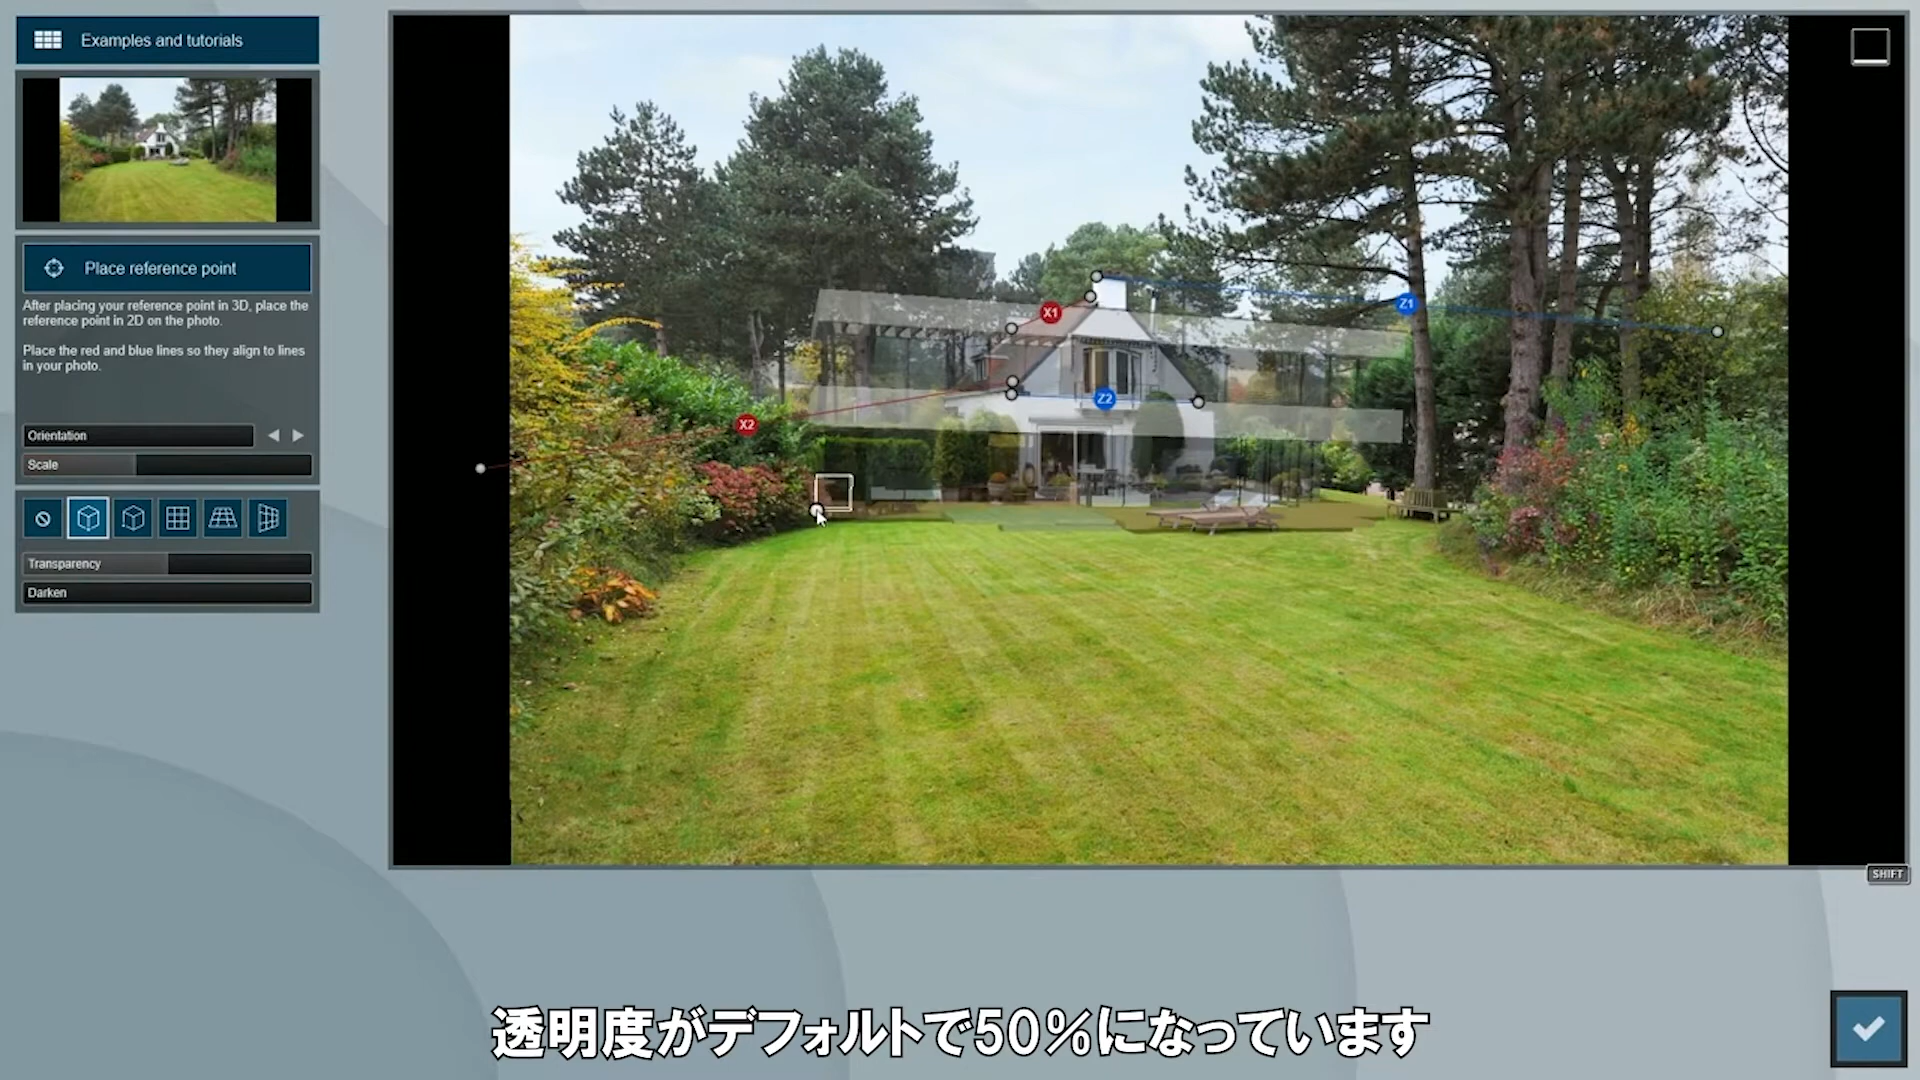 Examples and tutorials
Place reference point
After placing your reference point in 3D, place the
reference point in 2D on the photo.
Place the red and blue lines so they align to lines
in your photo.
Orientation
Scale
Transparency
Darken
X1
Z1
Z2
X2
SHIFT
透明度がデフォルトで50%になっています